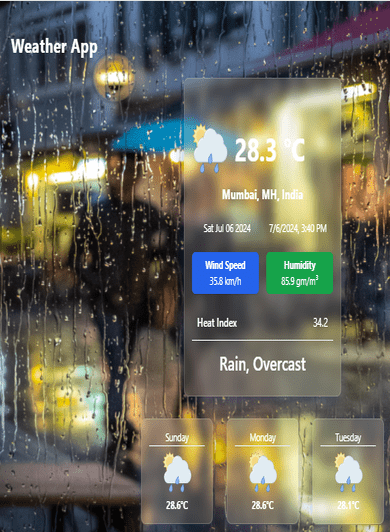 Weather App
28.3 °C
Mumbai, MH, India
Sat Jul 06 2024 7/6/2024, 3:40 PM
Wind Speed Humidity
35.8 km/h 85.9 gm/m³
Heat Index 34.2
Rain, Overcast
Sunday Monday Tuesday
28.6°C 28.6°C 28.1°C